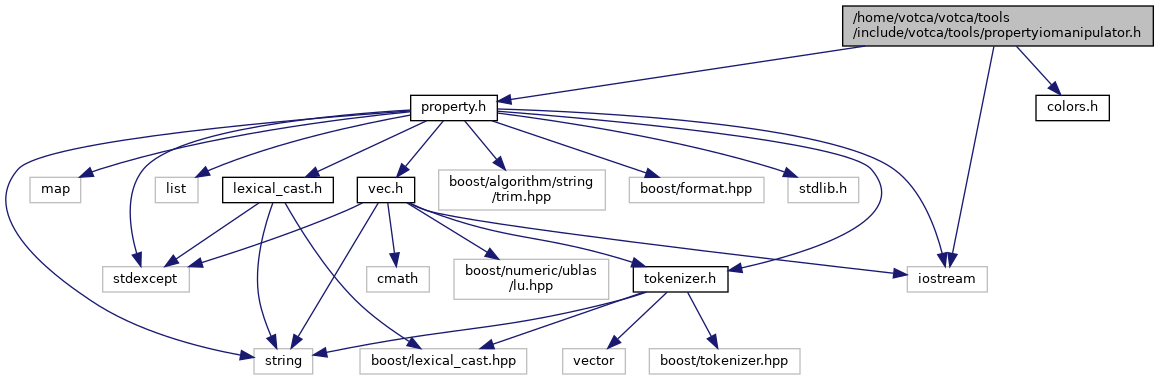 /home/votca/votca/tools
/include/votca/tools/propertyiomanipulator.h
property.h
colors.h
map
list
lexical_cast.h
vec.h
boost/algorithm/string
/trim.hpp
boost/format.hpp
stdlib.h
stdexcept
cmath
boost/numeric/ublas
/lu.hpp
tokenizer.h
iostream
string
boost/lexical_cast.hpp
vector
boost/tokenizer.hpp